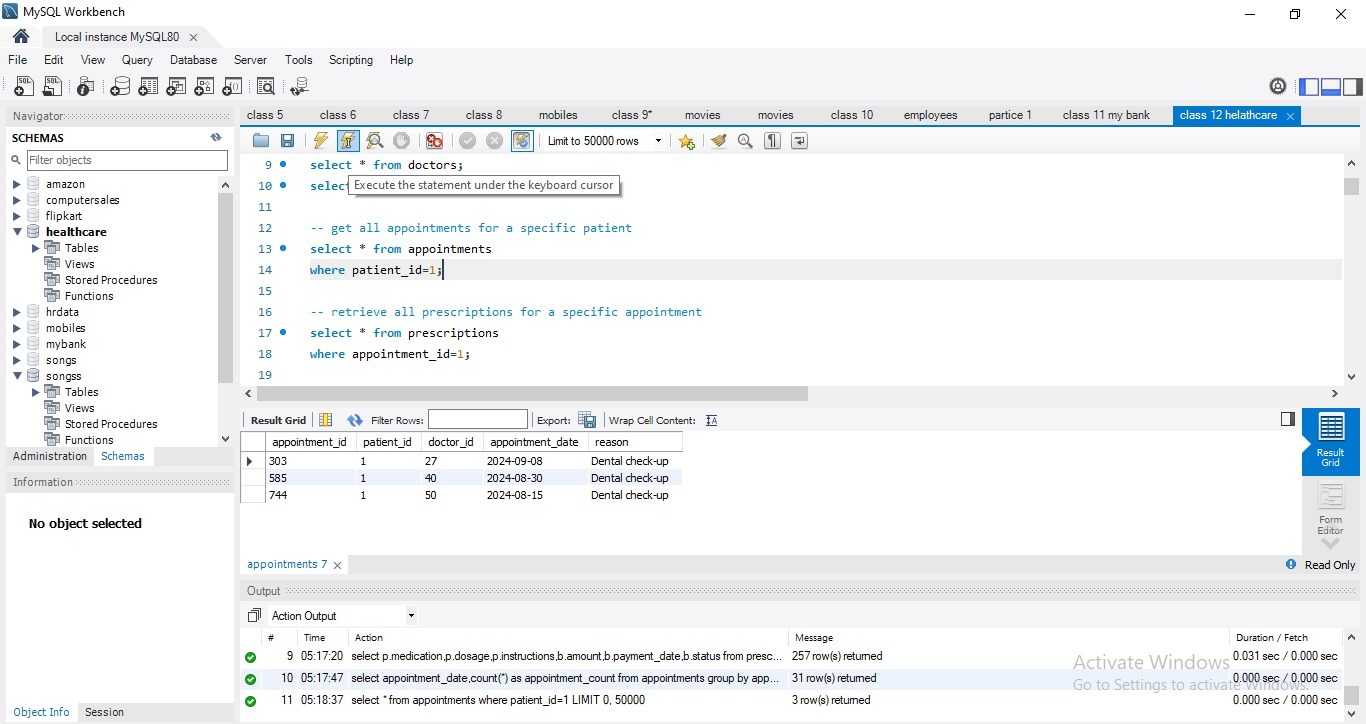 MySQL Workbench
Local instance MySQL80
File Edit View Query Database Server Tools Scripting Help
Navigator
SCHEMAS
Filter objects
amazon
computersales
flipkart
healthcare
Tables
Views
Stored Procedures
Functions
hrdata
mobiles
mybank
songs
songss
Tables
Views
Stored Procedures
Functions
Administration Schemas
Information
No object selected
Object Info Session
class 5 class 6 class 7 class 8 mobiles class 9* movies movies class 10 employees partice 1 class 11 my bank class 12 helathcare
Limit to 50000 rows
9 select * from doctors;
10 selec
Execute the statement under the keyboard cursor
11
12 -- get all appointments for a specific patient
13 select * from appointments
14 where patient_id=1;
15
16 -- retrieve all prescriptions for a specific appointment
17 select * from prescriptions
18 where appointment_id=1;
19
Result Grid Filter Rows: Export: Wrap Cell Content:
appointment_id patient_id doctor_id appointment_date reason
303 1 27 2024-09-08 Dental check-up
585 1 40 2024-08-30 Dental check-up
744 1 50 2024-08-15 Dental check-up
Result
Grid
Form
Editor
appointments 7
Read Only
Output
Action Output
# Time Action Message Duration / Fetch
9 05:17:20 select p.medication,p.dosage,p.instructions,b.amount,b.payment_date,b.status from presc... 257 row(s) returned 0.031 sec / 0.000 sec
10 05:17:47 select appointment_date,count(*) as appointment_count from appointments group by app... 31 row(s) returned 0.000 sec / 0.000 sec
11 05:18:37 select * from appointments where patient_id=1 LIMIT 0, 50000 3 row(s) returned 0.000 sec / 0.000 sec
Activate Windows
Go to Settings to activate Windows.